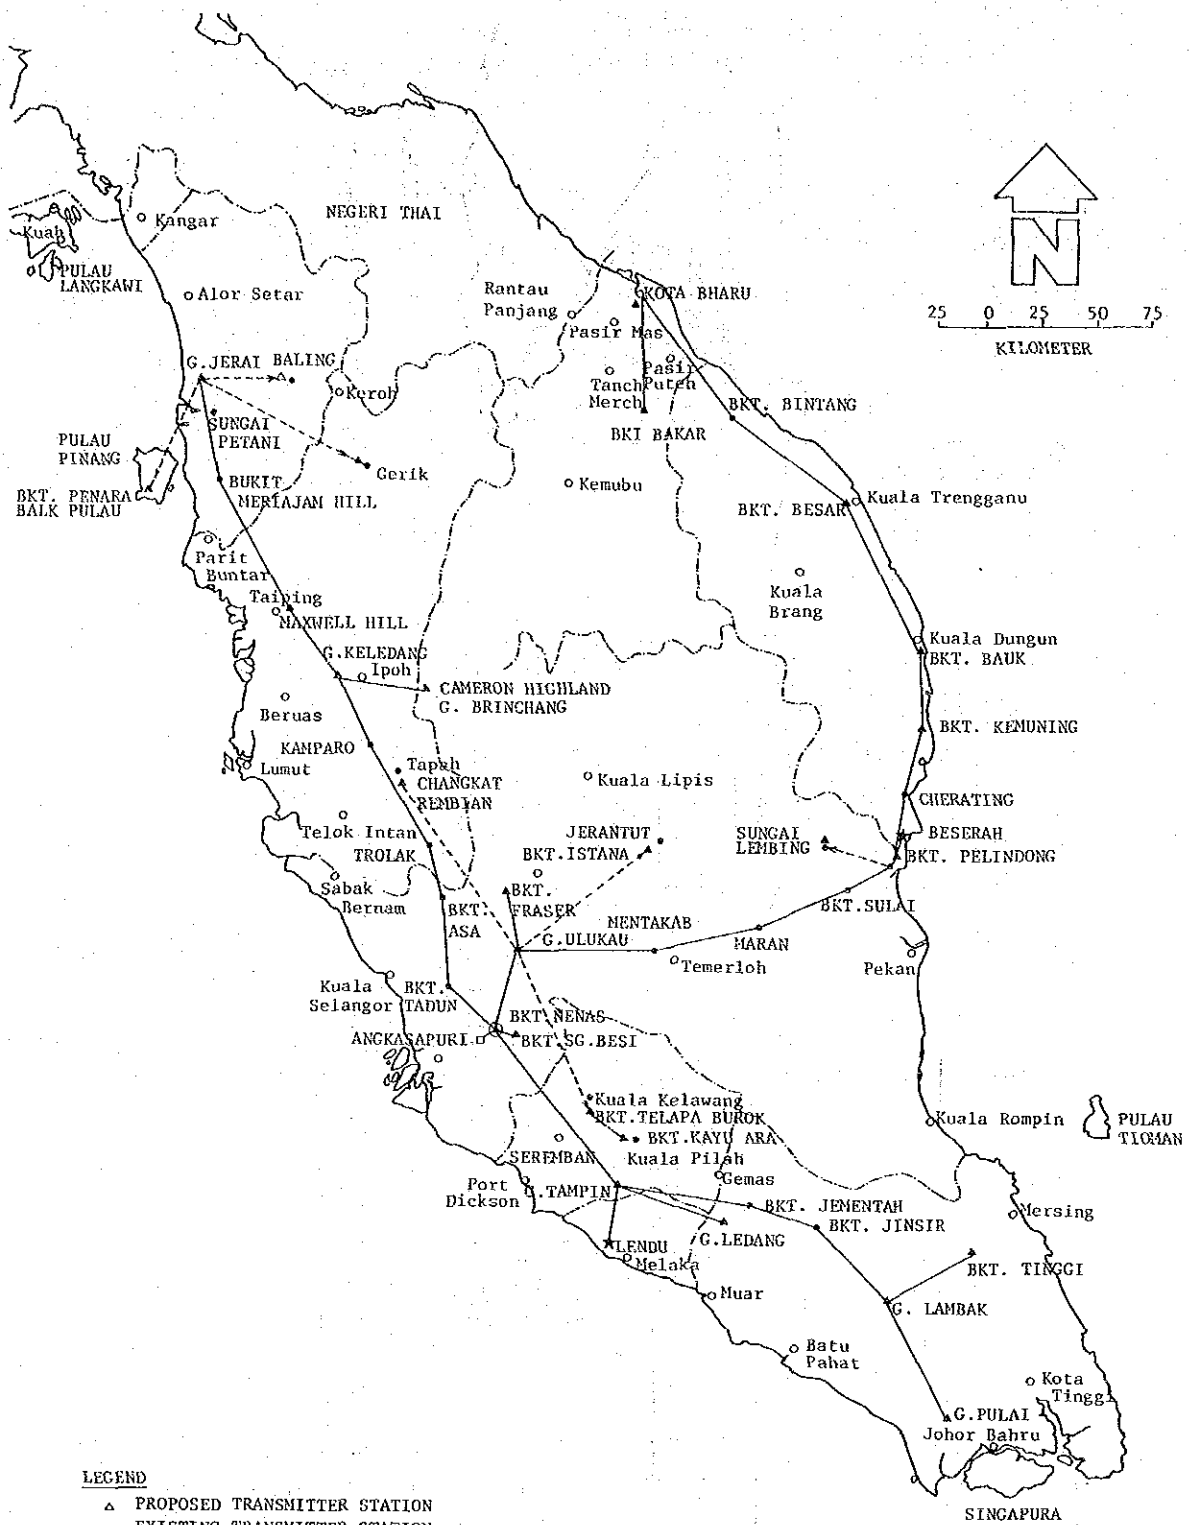 NEGERI THAI
Kangar
Kuah
PULAU
LANGKAWI
Alor Setar
N
25 0 25 50 75
KILOMETER
Rantau
Panjang
KOTA BHARU
Pasir Mas
Pasir
Puteh
Tanch
Merch
BKI BAKAR
G.JERAI BALING
Keroh
SUNGAI
PETANI
PULAU
PINANG
Gerik
BKT. PENARA
BALK PULAU
BUKIT
MERIAJAM HILL
BKT. BINTANG
Kemubu
BKT. BESAR
Kuala Trengganu
Parit
Buntar
Kuala
Brang
Taiping
MAXWELL HILL
Kuala Dungun
BKT. BAUK
G.KELEDANG
Ipoh
CAMERON HIGHLAND
G. BRINCHANG
Beruas
BKT. KEMUNING
KAMPARO
Lumut
Tapah
CHANGKAT
REMBIAN
Kuala Lipis
CHERATING
Telok Intan
TROLAK
JERANTUT
BKT.ISTANA
SUNGAI
LEMBING
BESERAH
BKT. PELINDONG
Sabak
Bernam
BKT.
FRASER
BKT.
ASA
MENTAKAB
BKT.SULAI
G.ULUKAU
MARAN
Temerloh
Pekan
Kuala
Selangor
BKT.
TADUN
BKT.NENAS
ANGKASAPURI
BKT.SG.BESI
Kuala Kelawang
BKT.TELAPA BUROK
BKT.KAYU ARA
Kuala Rompin
PULAU
TIOMAN
SEREMBAN
Kuala Pilah
Port
Dickson
G.TAMPIN
Gemas
BKT. JEMENTAH
BKT. JINSIR
Mersing
G.LEDANG
LENDU
Melaka
BKT. TINGGI
Muar
G. LAMBAK
Batu
Pahat
Kota
Tinggi
G.PULAI
Johor Bahru
LEGEND
PROPOSED TRANSMITTER STATION
EXISTING TRANSMITTER STATION
SINGAPURA